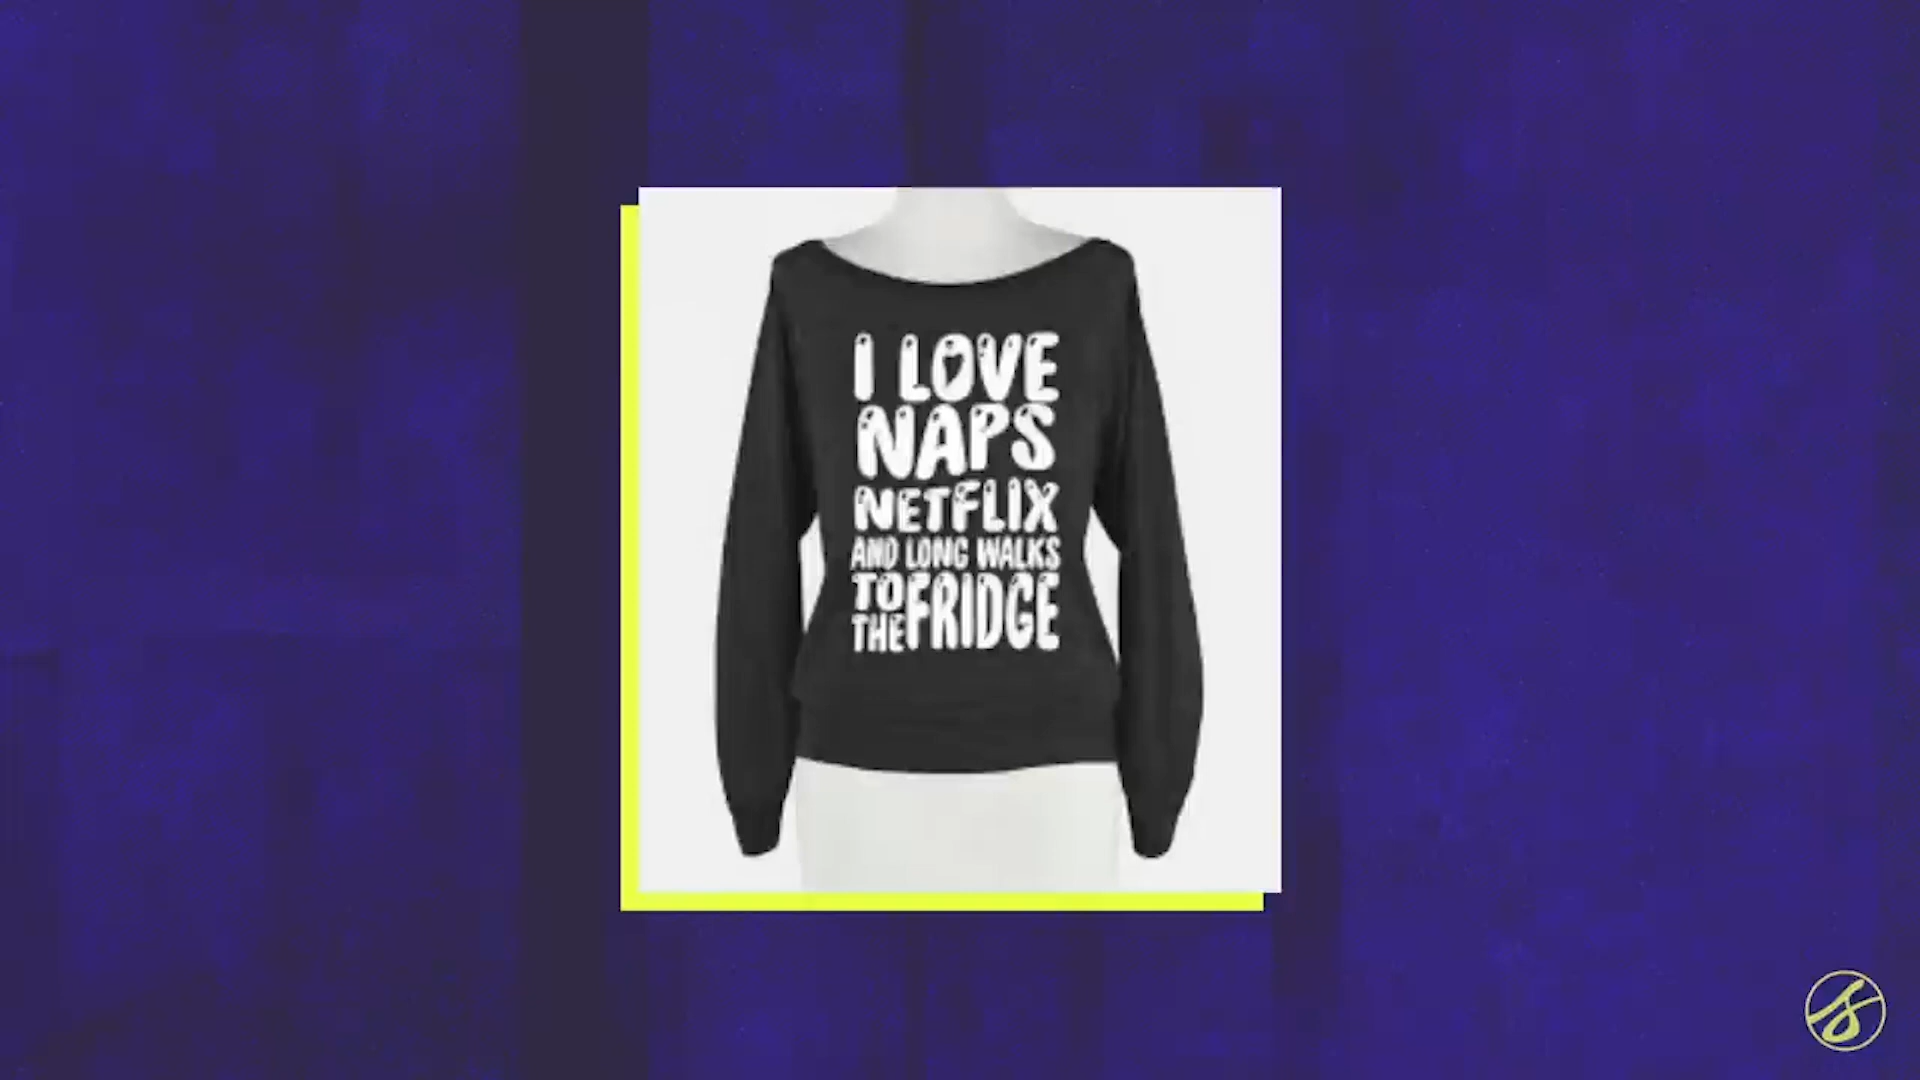 I LOVE
NAPS
NETFLIX
AND LONG WALKS
TO THE FRIDGE